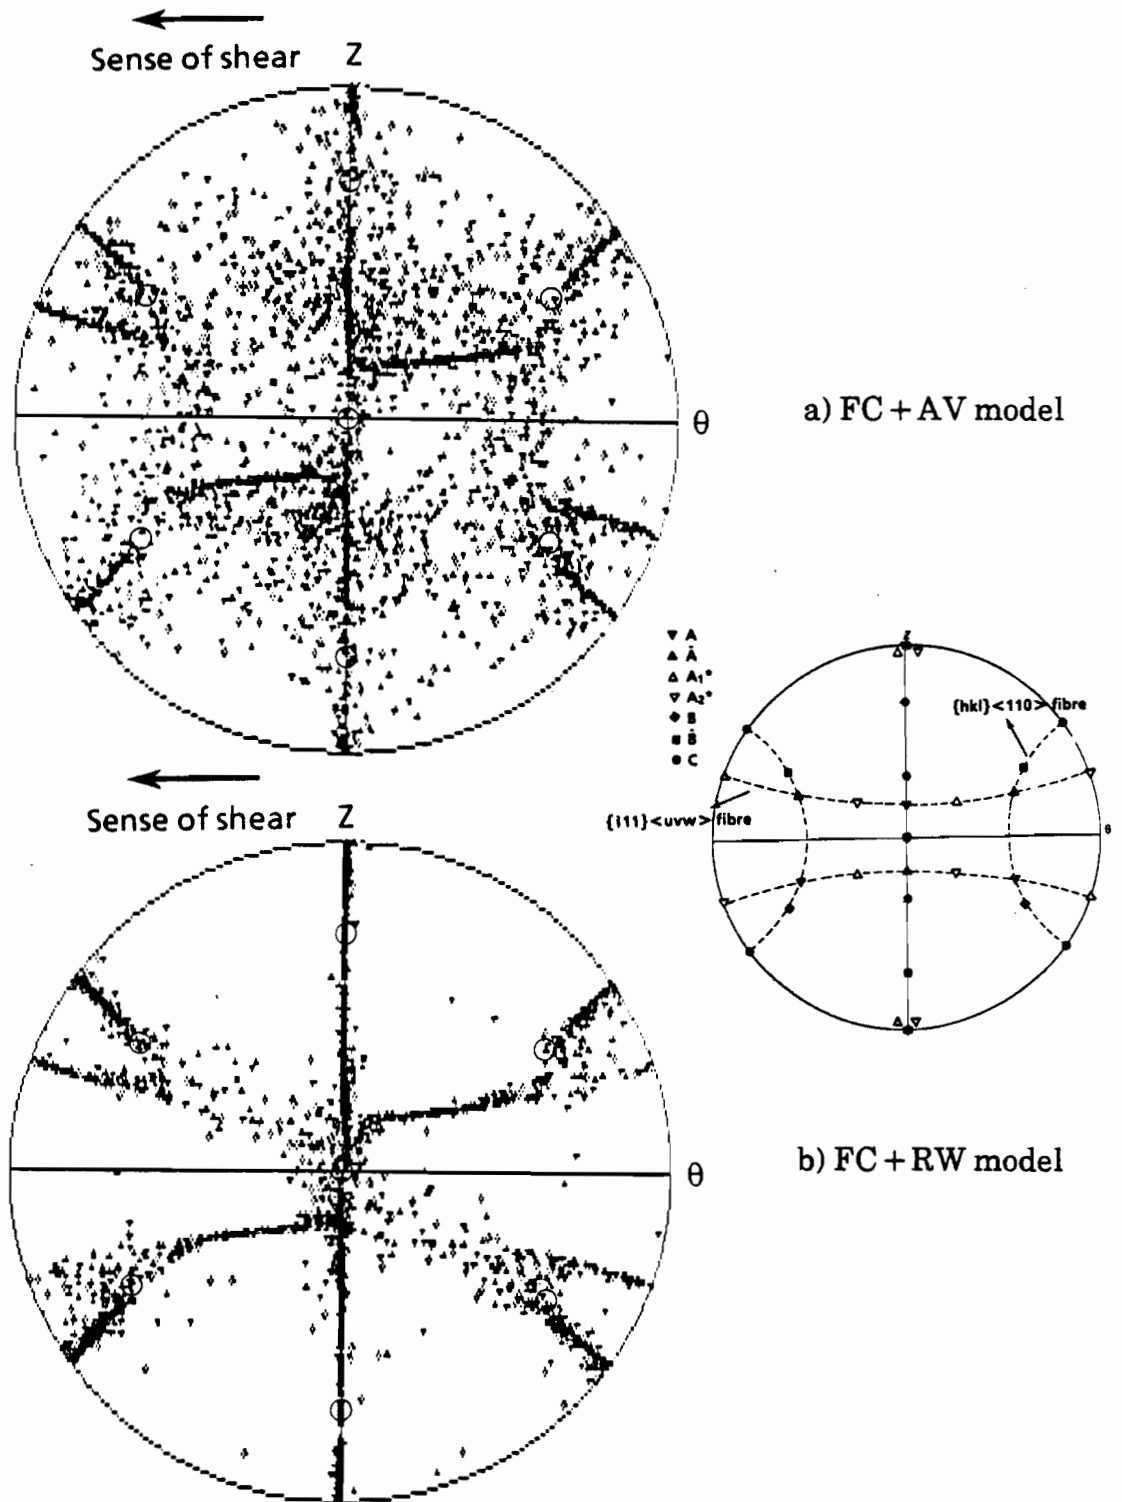 Sense of shear
Z
θ
a) FC + AV model
A
Â
A₁*
A₂*
B
B̂
C
Z
{hkl}<110> fibre
{111}<uvw> fibre
θ
Sense of shear
Z
θ
b) FC + RW model